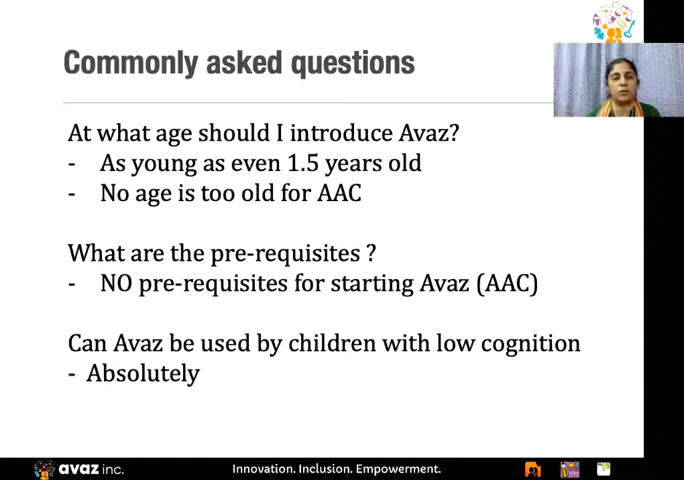 Commonly asked questions
At what age should I introduce Avaz?
- As young as even 1.5 years old
- No age is too old for AAC
What are the pre-requisites ?
- NO pre-requisites for starting Avaz (AAC)
Can Avaz be used by children with low cognition
- Absolutely
avaz inc.
Innovation. Inclusion. Empowerment.